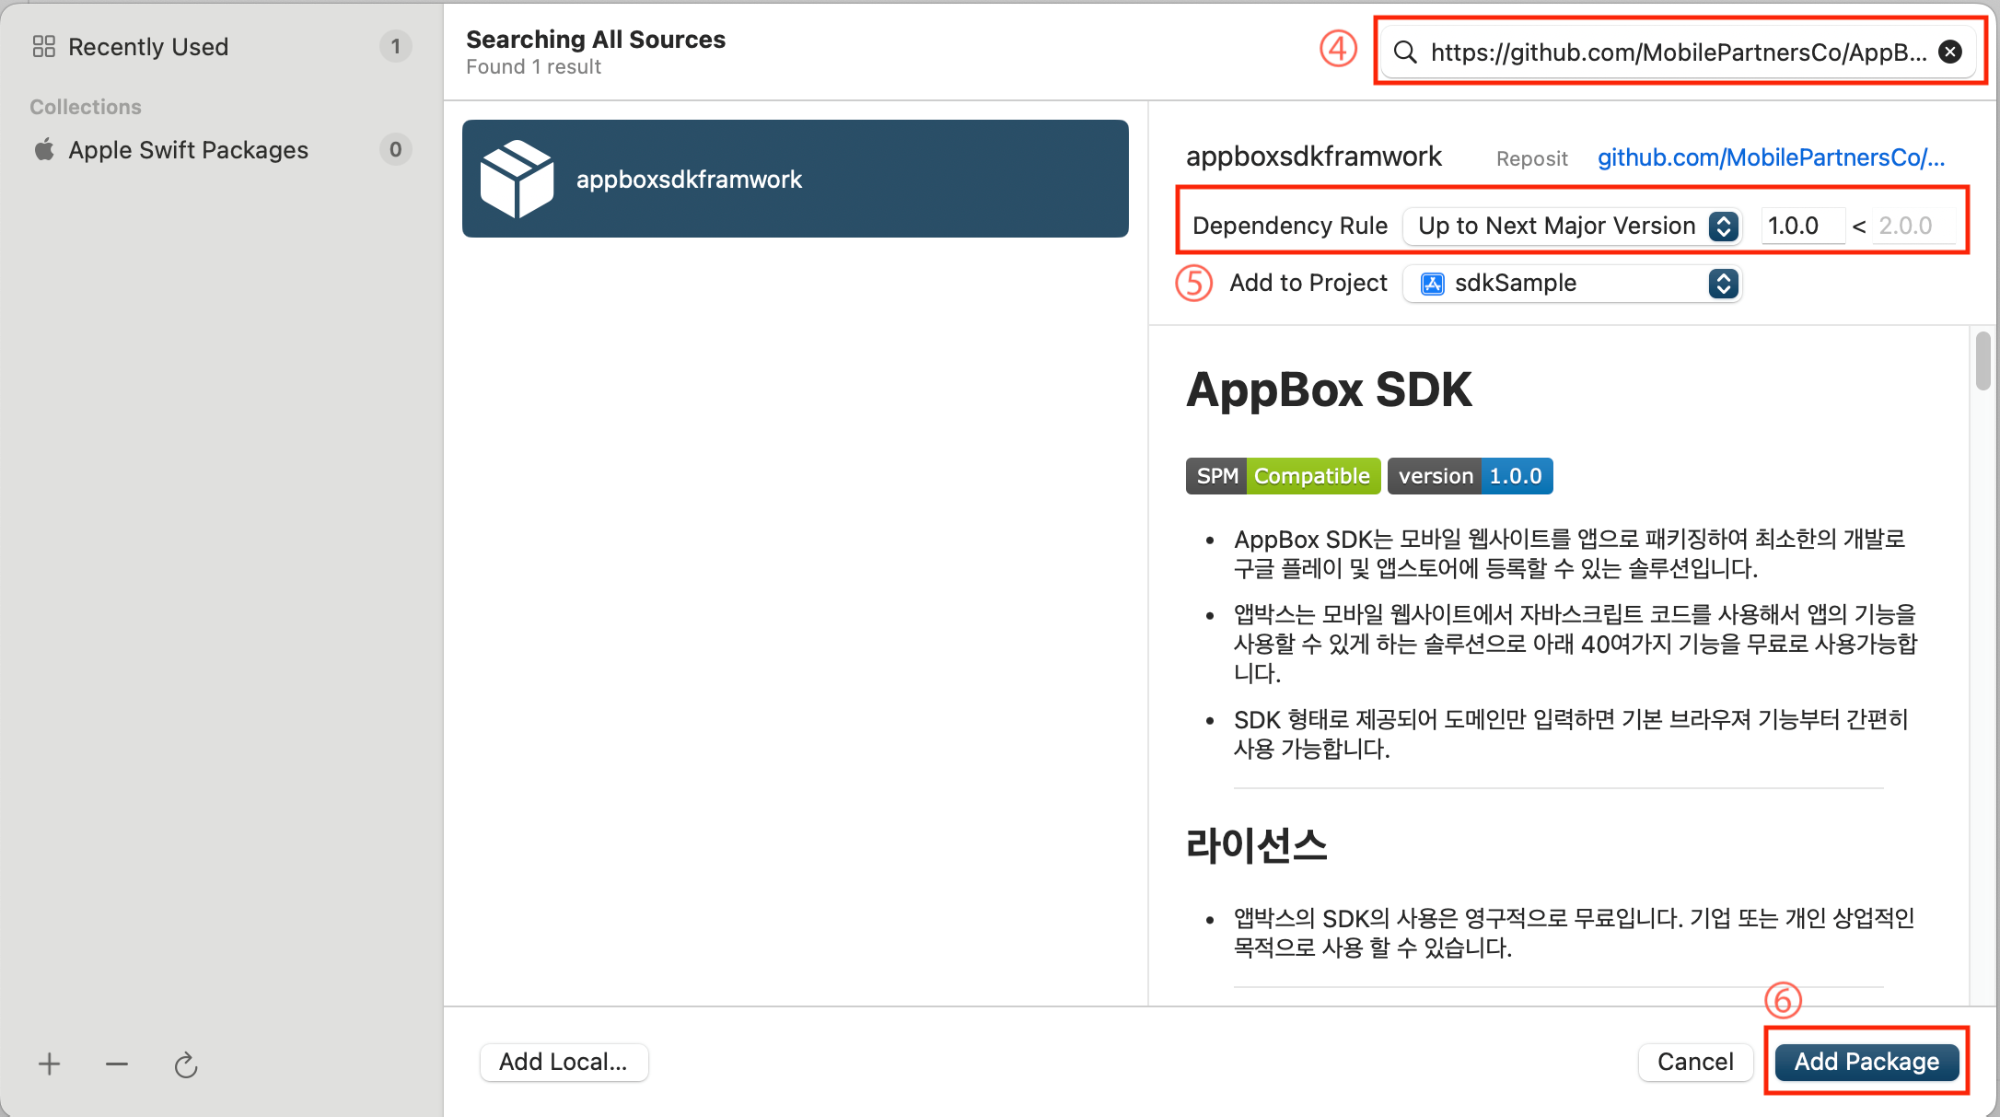 Recently Used 1
Collections
Apple Swift Packages 0
Searching All Sources
Found 1 result
④ https://github.com/MobilePartnersCo/AppB...
appboxsdkframwork
appboxsdkframwork Reposit github.com/MobilePartnersCo/...
Dependency Rule Up to Next Major Version 1.0.0 < 2.0.0
⑤ Add to Project sdkSample
AppBox SDK
SPM Compatible version 1.0.0
• AppBox SDK는 모바일 웹사이트를 앱으로 패키징하여 최소한의 개발로
구글 플레이 및 앱스토어에 등록할 수 있는 솔루션입니다.
• 앱박스는 모바일 웹사이트에서 자바스크립트 코드를 사용해서 앱의 기능을
사용할 수 있게 하는 솔루션으로 아래 40여가지 기능을 무료로 사용가능합
니다.
• SDK 형태로 제공되어 도메인만 입력하면 기본 브라우져 기능부터 간편히
사용 가능합니다.
라이선스
• 앱박스의 SDK의 사용은 영구적으로 무료입니다. 기업 또는 개인 상업적인
목적으로 사용 할 수 있습니다.
⑥
Add Local... Cancel Add Package